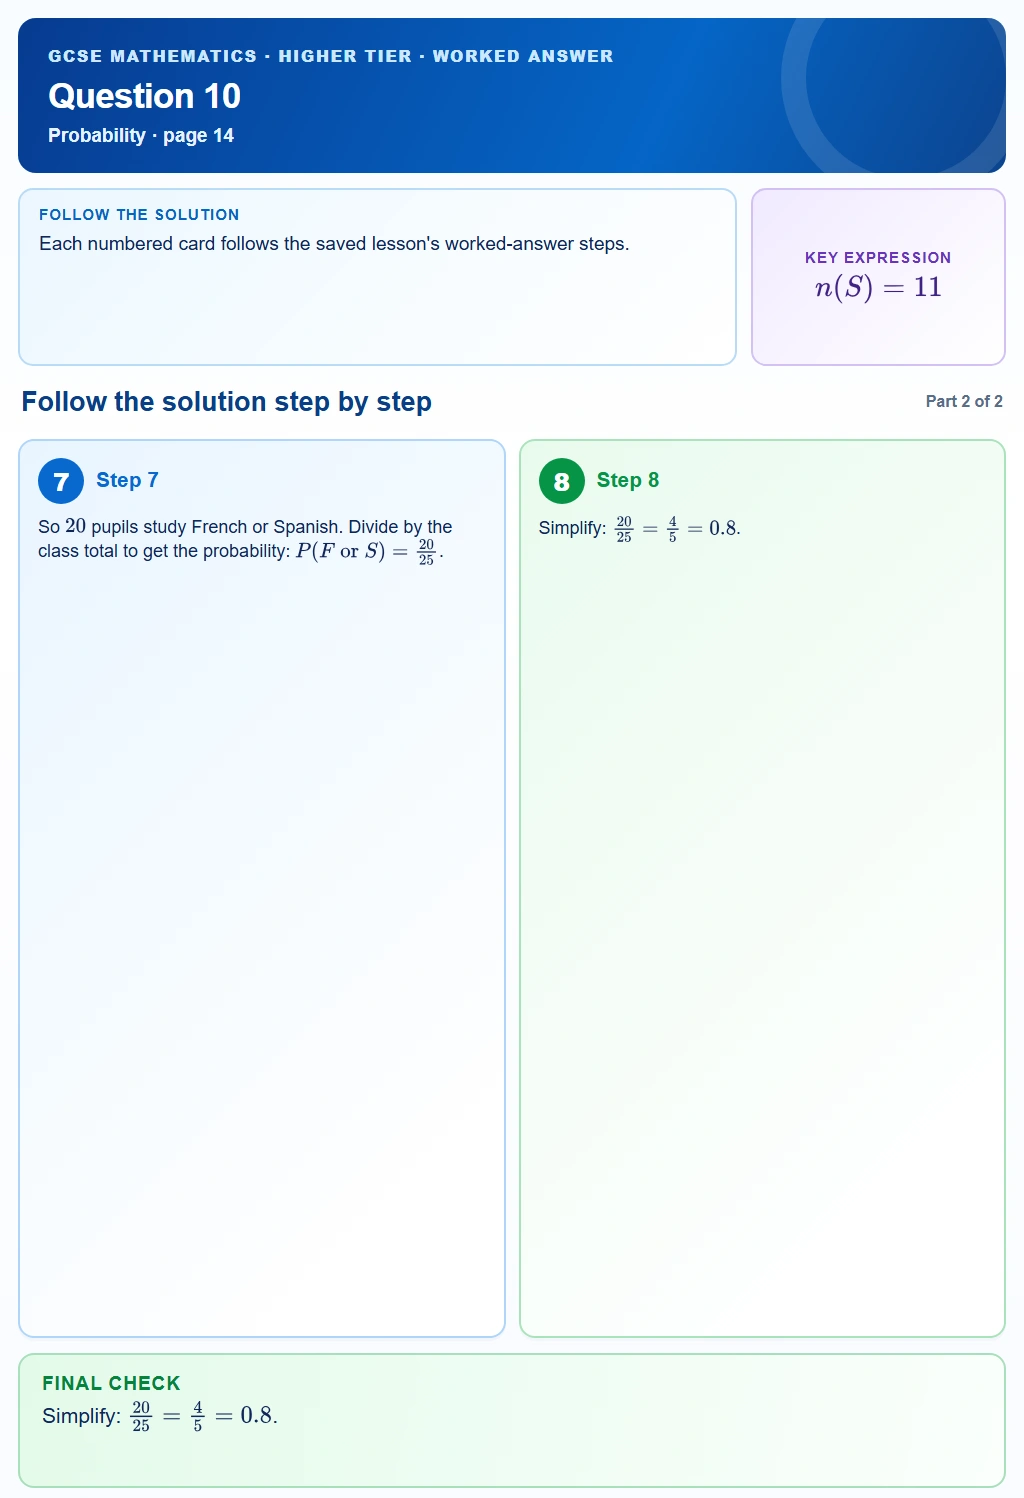 GCSE MATHEMATICS · HIGHER TIER · WORKED ANSWER
Question 10
Probability · page 14
FOLLOW THE SOLUTION
Each numbered card follows the saved lesson's worked-answer steps.
KEY EXPRESSION
n(S) = 11
Follow the solution step by step
Part 2 of 2
7 Step 7
So 20 pupils study French or Spanish. Divide by the
class total to get the probability: P(F or S) = 20/25.
8 Step 8
Simplify: 20/25 = 4/5 = 0.8.
FINAL CHECK
Simplify: 20/25 = 4/5 = 0.8.